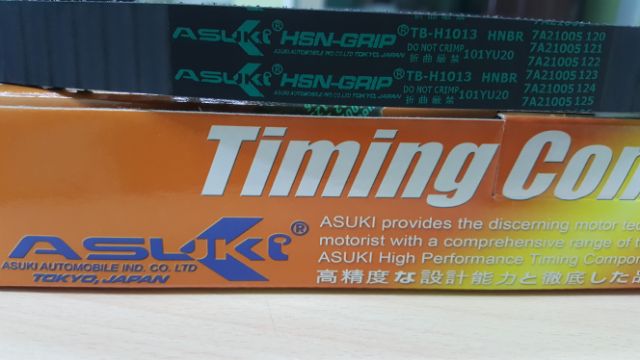 ASUKI® HSN-GRIP® TB-H1013 HNBR
DO NOT CRIMP
ASUKI AUTOMOBILE IND. CO. LTD TOKYO, JAPAN 折曲厳禁 101YU20
7A21005 120
7A21005 121
7A21005 122
ASUKI® HSN-GRIP® TB-H1013 HNBR
DO NOT CRIMP
ASUKI AUTOMOBILE IND. CO. LTD TOKYO, JAPAN 折曲厳禁 101YU20
7A21005 123
7A21005 124
7A21005 125
Timing Com
ASUKI®
ASUKI AUTOMOBILE IND. CO. LTD
TOKYO, JAPAN
ASUKI provides the discerning motor tec
motorist with a comprehensive range of t
ASUKI High Performance Timing Compor
高精度な設計能力と徹底した品